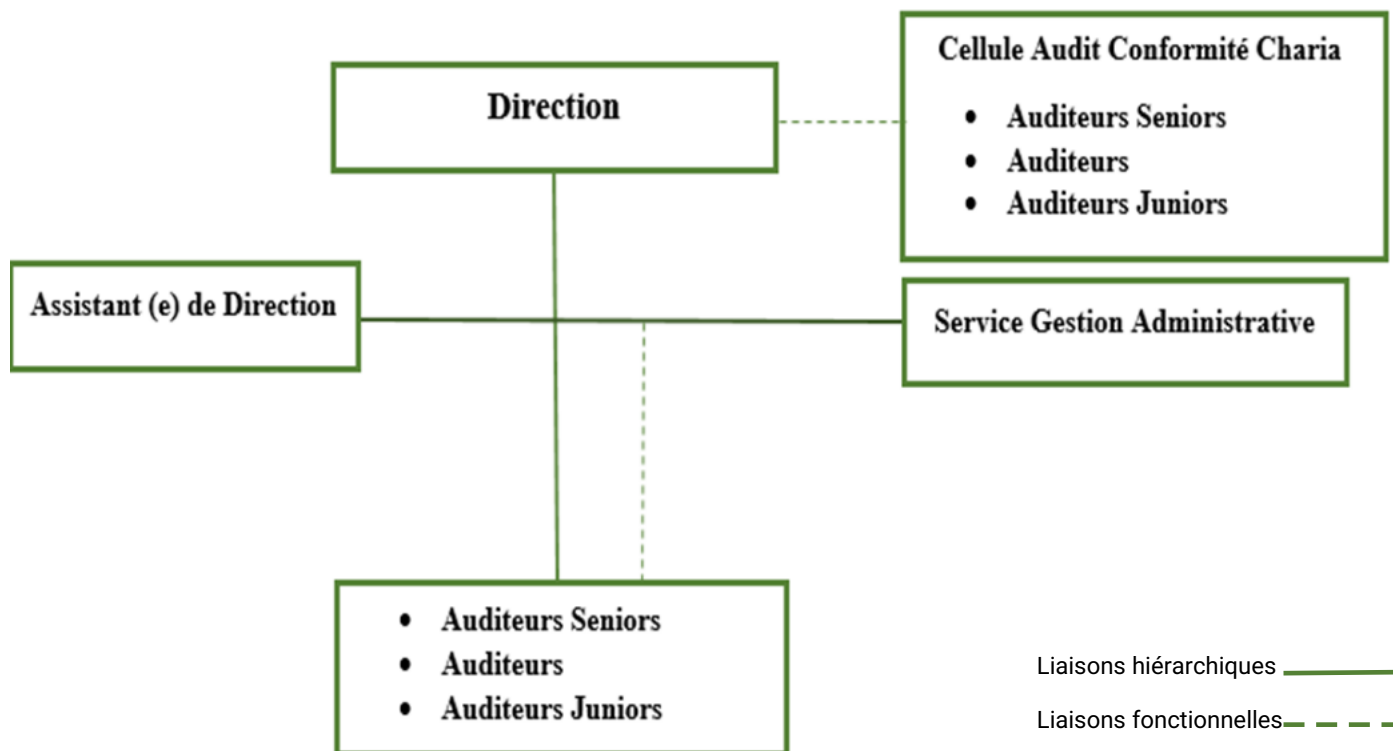 Direction
Cellule Audit Conformité Charia
• Auditeurs Seniors
• Auditeurs
• Auditeurs Juniors
Assistant (e) de Direction
Service Gestion Administrative
• Auditeurs Seniors
• Auditeurs
• Auditeurs Juniors
Liaisons hiérarchiques
Liaisons fonctionnelles